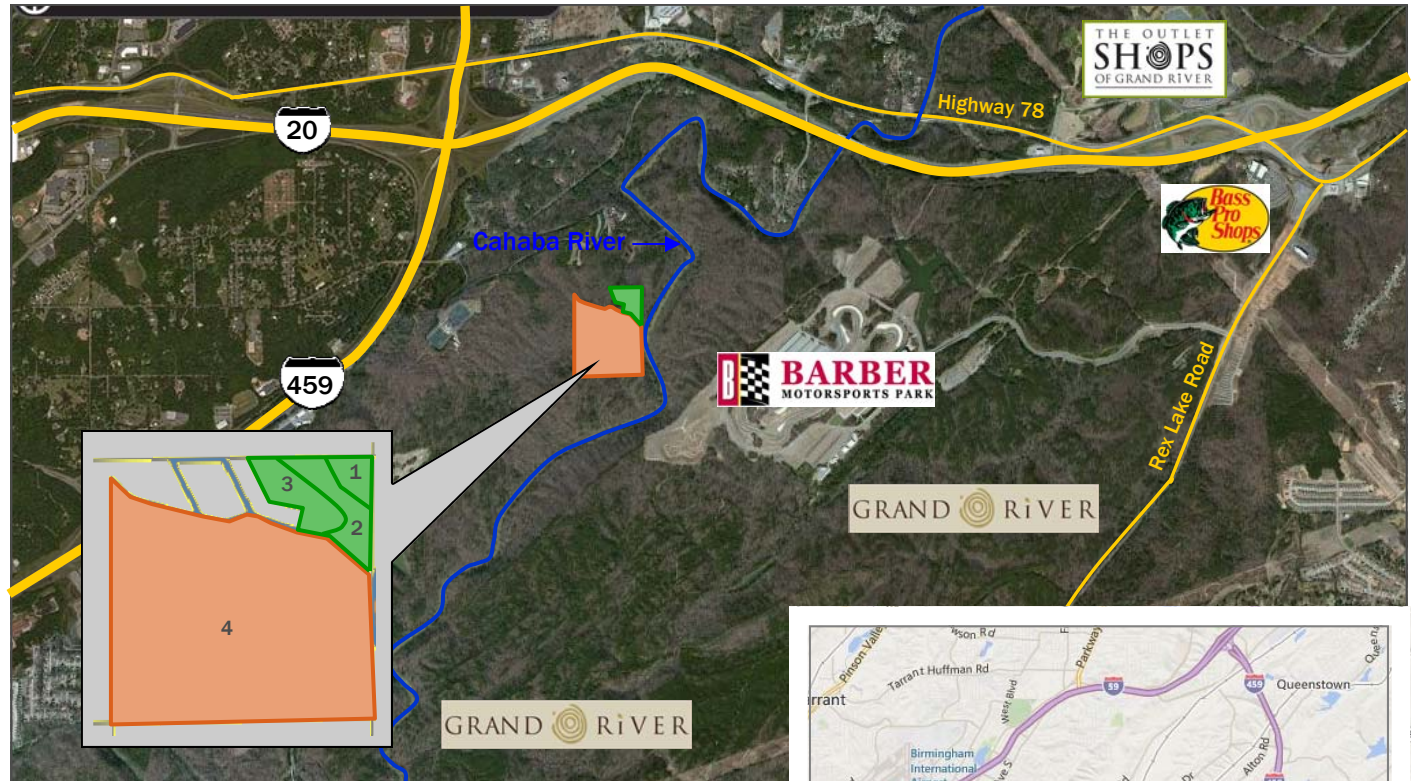 THE OUTLET
SHOPS
OF GRAND RIVER
Highway 78
20
Bass
Pro
Shops
Cahaba River
459
BARBER
MOTORSPORTS PARK
Rex Lake Road
GRAND RiVER
1
3
2
4
GRAND RiVER
Pinson Valley
Tarrant Huffman Rd
West Blvd
Parkway
59
459
Queenstown
Birmingham
International
Alton Rd
Dr